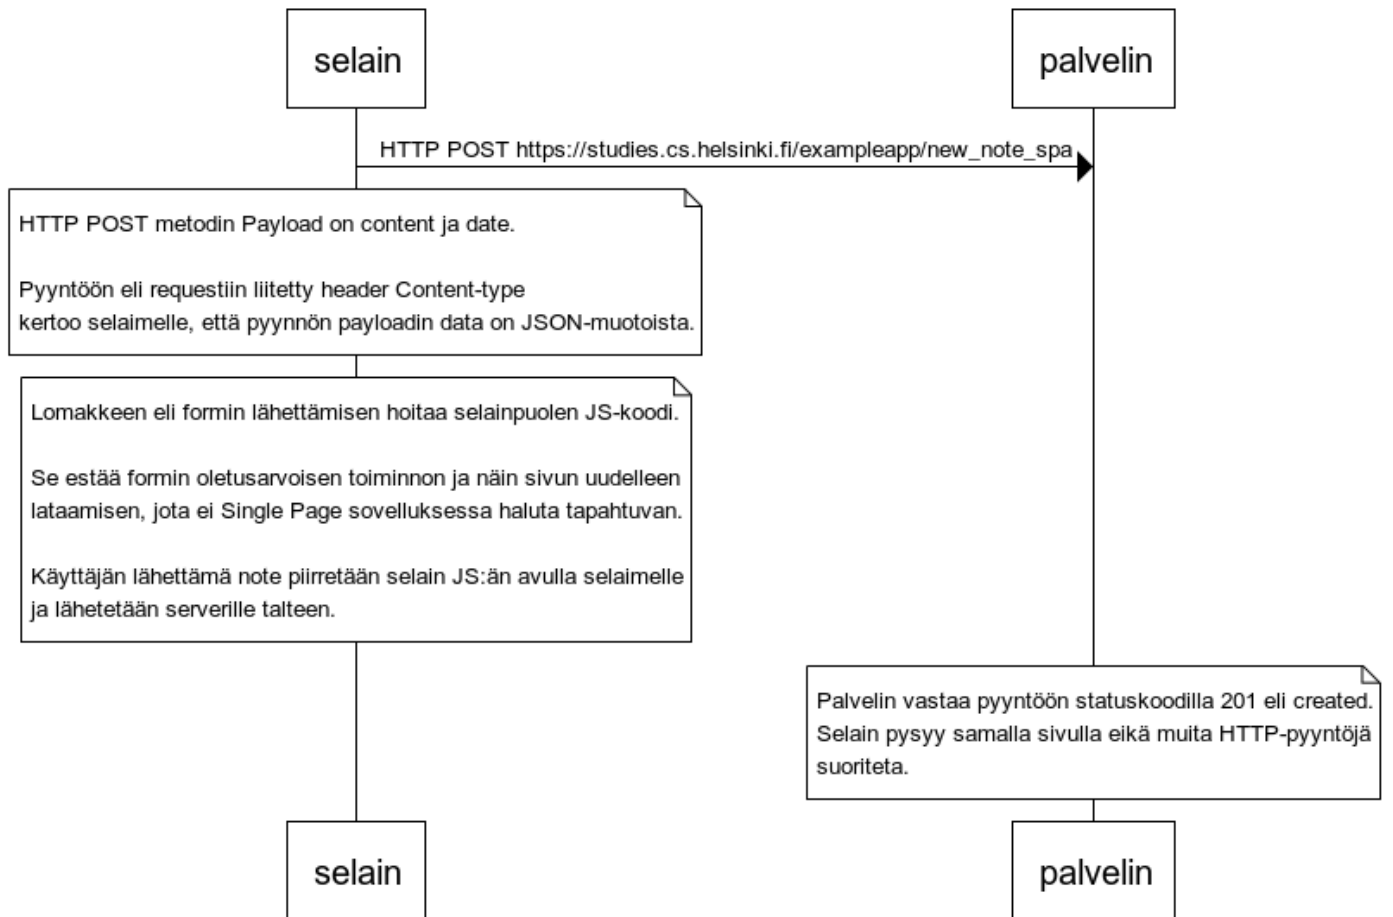 selain
palvelin
HTTP POST https://studies.cs.helsinki.fi/exampleapp/new_note_spa
HTTP POST metodin Payload on content ja date.
Pyyntöön eli requestiin liitetty header Content-type
kertoo selaimelle, että pyynnön payloadin data on JSON-muotoista.
Lomakkeen eli formin lähettämisen hoitaa selainpuolen JS-koodi.
Se estää formin oletusarvoisen toiminnon ja näin sivun uudelleen
lataamisen, jota ei Single Page sovelluksessa haluta tapahtuvan.
Käyttäjän lähettämä note piirretään selain JS:än avulla selaimelle
ja lähetetään serverille talteen.
Palvelin vastaa pyyntöön statuskoodilla 201 eli created.
Selain pysyy samalla sivulla eikä muita HTTP-pyyntöjä
suoriteta.
selain
palvelin